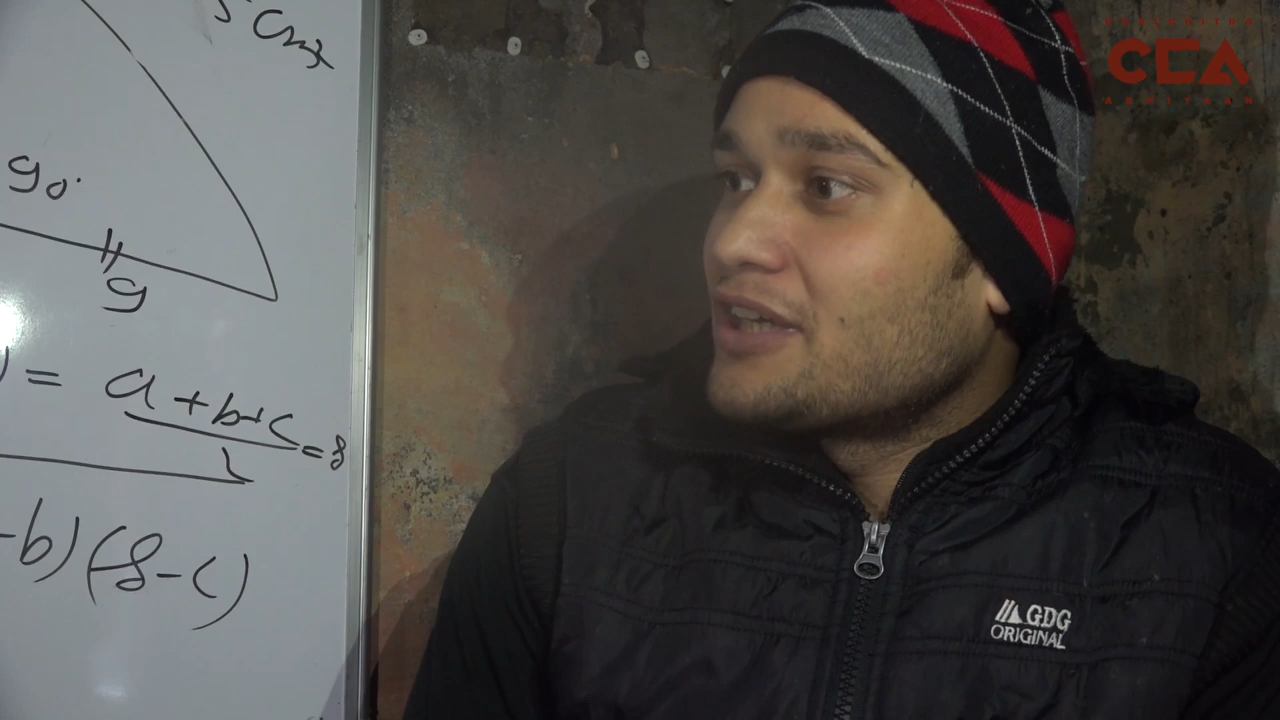 CCA
90°
9
) = a+b+c = 8
2
-b)(8-c)
GDG
ORIGINAL